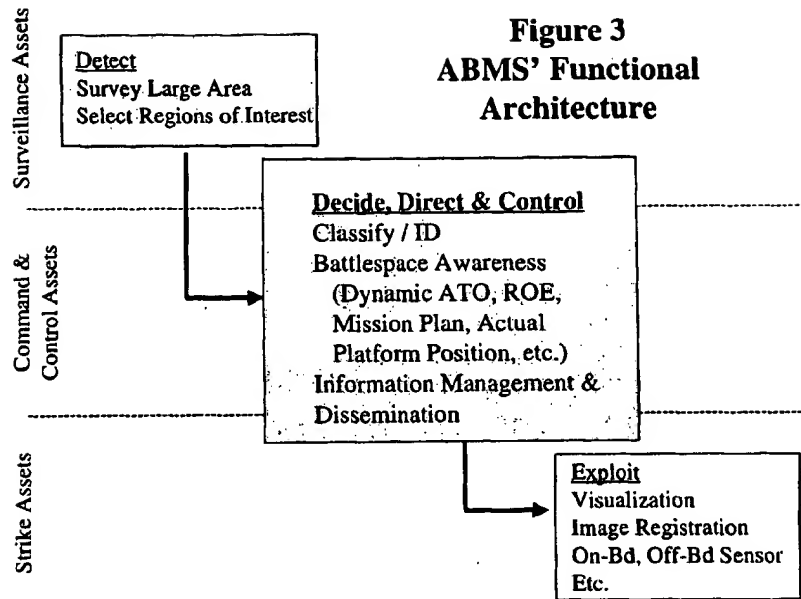 Figure 3
ABMS' Functional
Architecture
Surveillance Assets
Detect
Survey Large Area
Select Regions of Interest
Command &
Control Assets
Decide, Direct & Control
Classify / ID
Battlespace Awareness
(Dynamic ATO, ROE,
Mission Plan, Actual
Platform Position, etc.)
Information Management &
Dissemination
Strike Assets
Exploit
Visualization
Image Registration
On-Bd, Off-Bd Sensor
Etc.